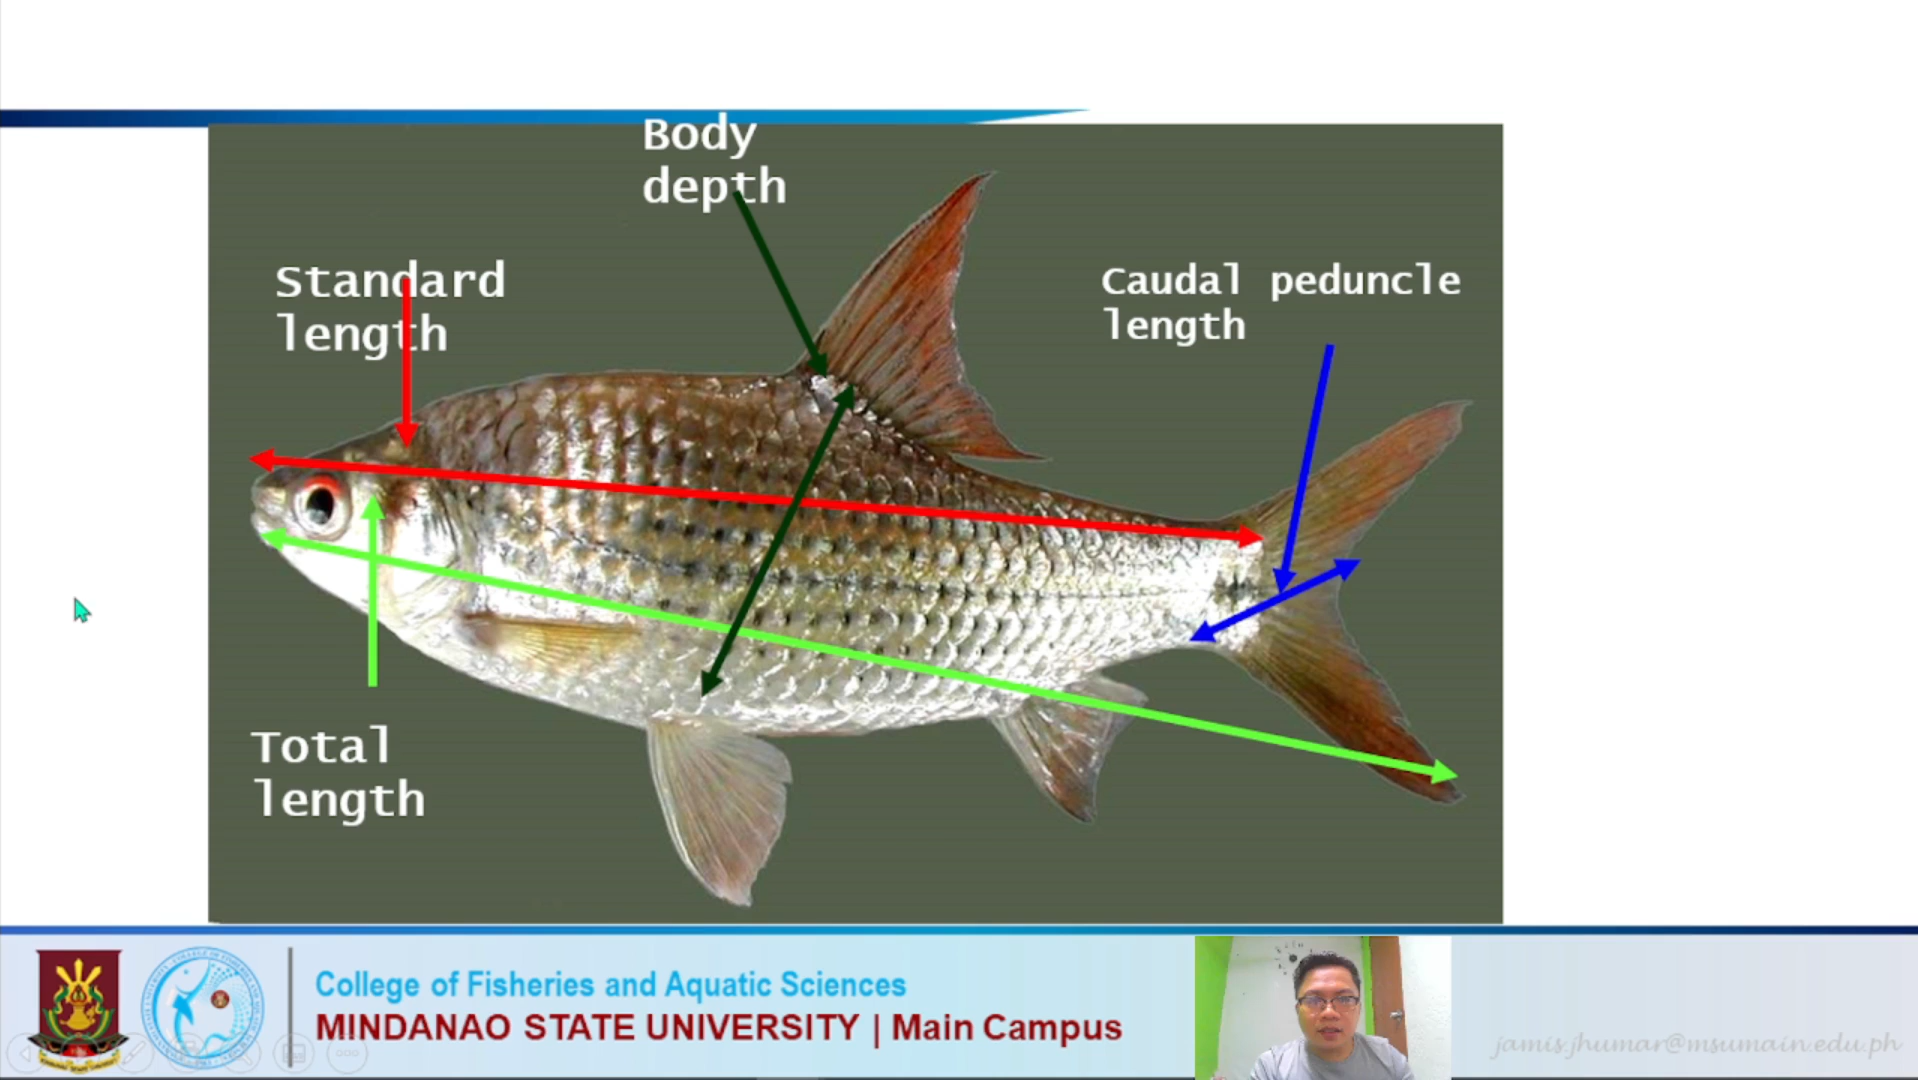 Body
depth
Standard
length
Caudal peduncle
length
Total
length
College of Fisheries and Aquatic Sciences
MINDANAO STATE UNIVERSITY | Main Campus
jamis.jhumar@msumain.edu.ph